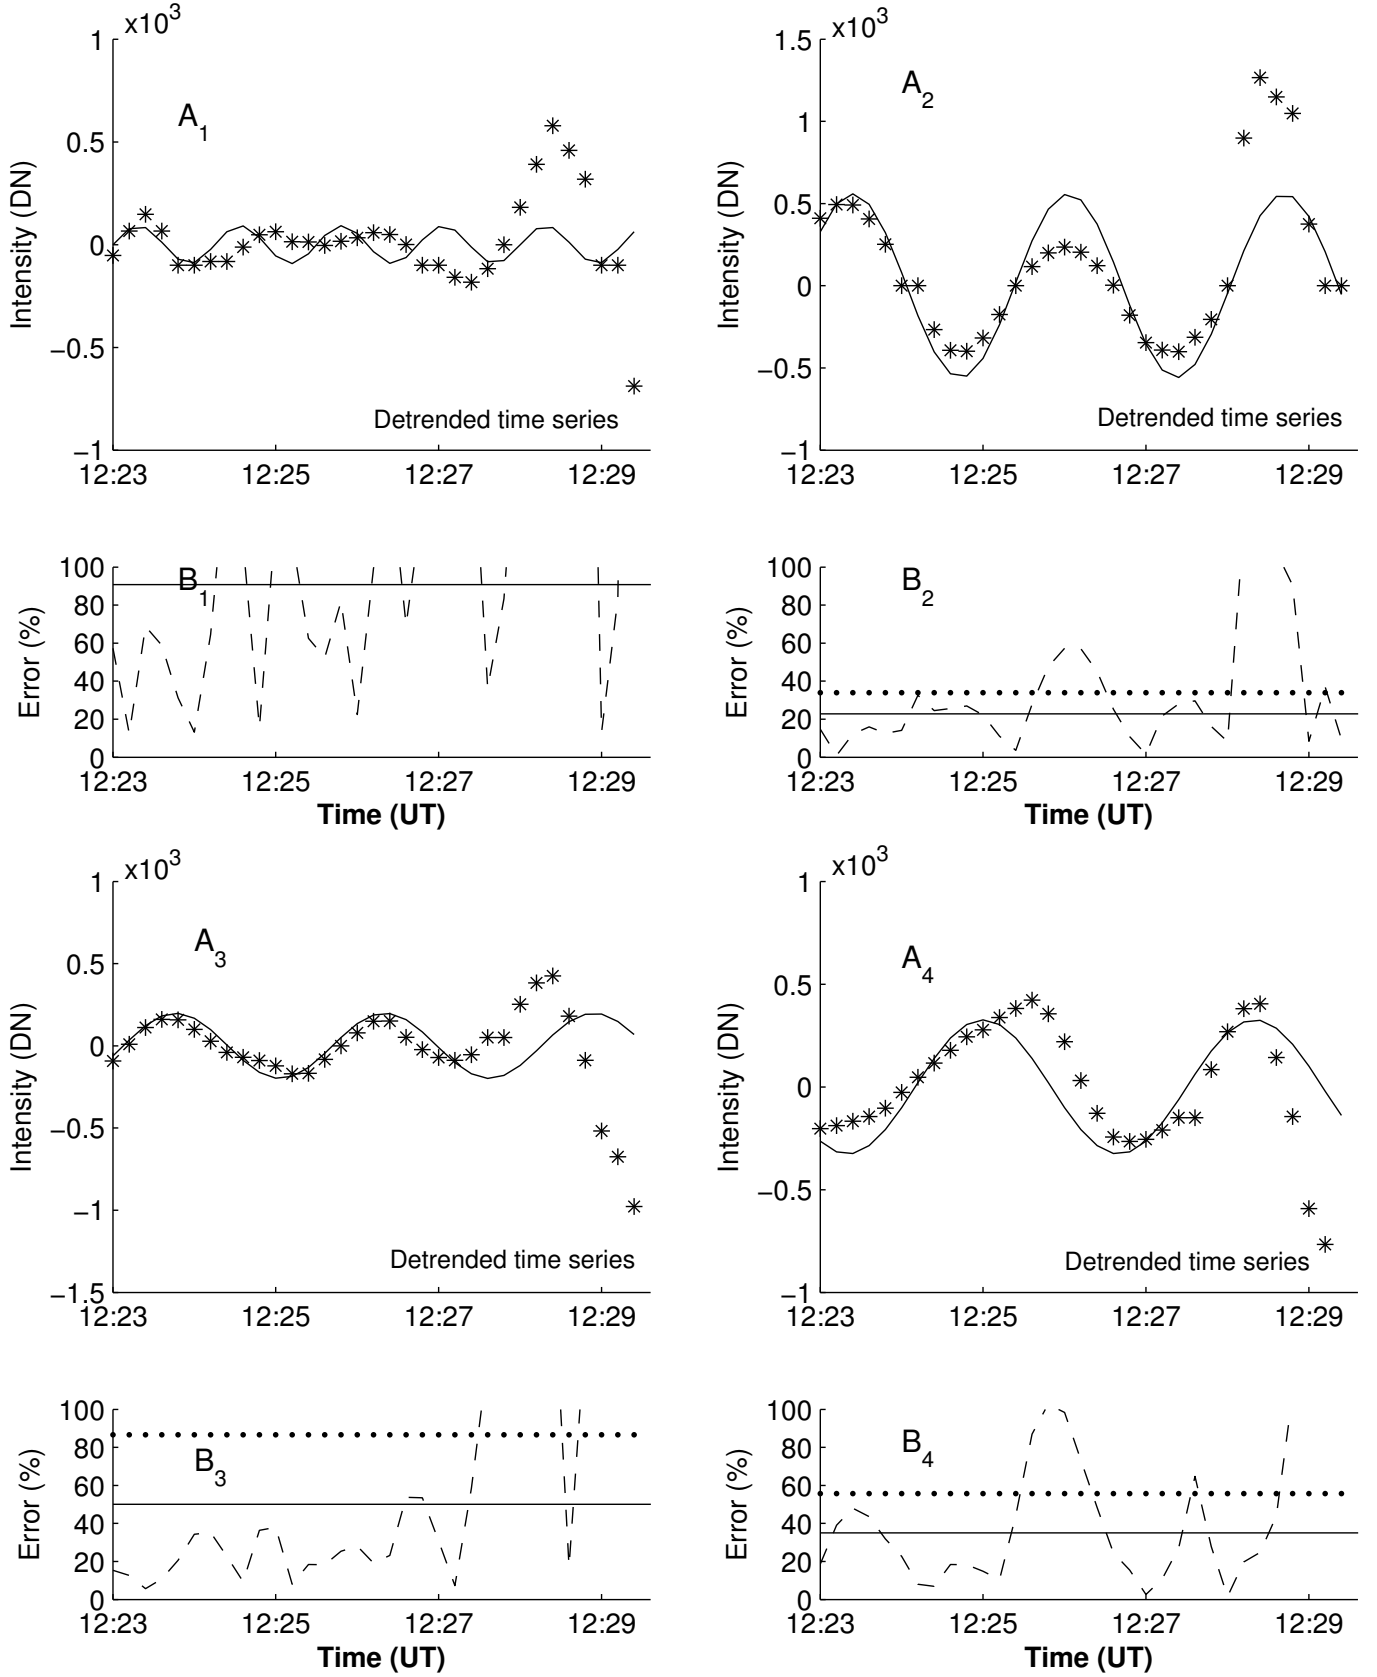 x10³
1
0.5
0
−0.5
−1
Intensity (DN)
A₁
Detrended time series
12:23 12:25 12:27 12:29
x10³
1.5
1
0.5
0
−0.5
−1
Intensity (DN)
A₂
Detrended time series
12:23 12:25 12:27 12:29
100
80
60
40
20
0
Error (%)
B₁
12:23 12:25 12:27 12:29
Time (UT)
100
80
60
40
20
0
Error (%)
B₂
12:23 12:25 12:27 12:29
Time (UT)
x10³
1
0.5
0
−0.5
−1
−1.5
Intensity (DN)
A₃
Detrended time series
12:23 12:25 12:27 12:29
x10³
1
0.5
0
−0.5
−1
Intensity (DN)
A₄
Detrended time series
12:23 12:25 12:27 12:29
100
80
60
40
20
0
Error (%)
B₃
12:23 12:25 12:27 12:29
Time (UT)
100
80
60
40
20
0
Error (%)
B₄
12:23 12:25 12:27 12:29
Time (UT)